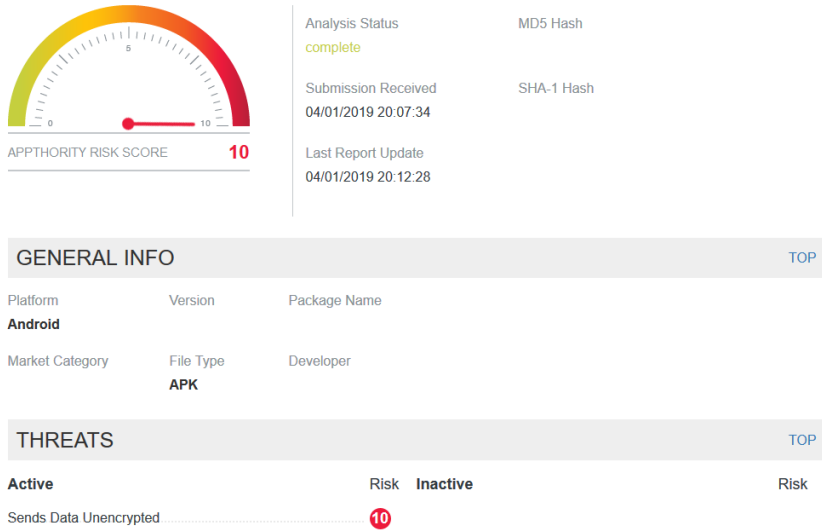 5
0
10
APPTHORITY RISK SCORE 10
Analysis Status
complete
Submission Received
04/01/2019 20:07:34
Last Report Update
04/01/2019 20:12:28
MD5 Hash
SHA-1 Hash
GENERAL INFO TOP
Platform Version Package Name
Android
Market Category File Type Developer
APK
THREATS TOP
Active Risk Inactive Risk
Sends Data Unencrypted 10